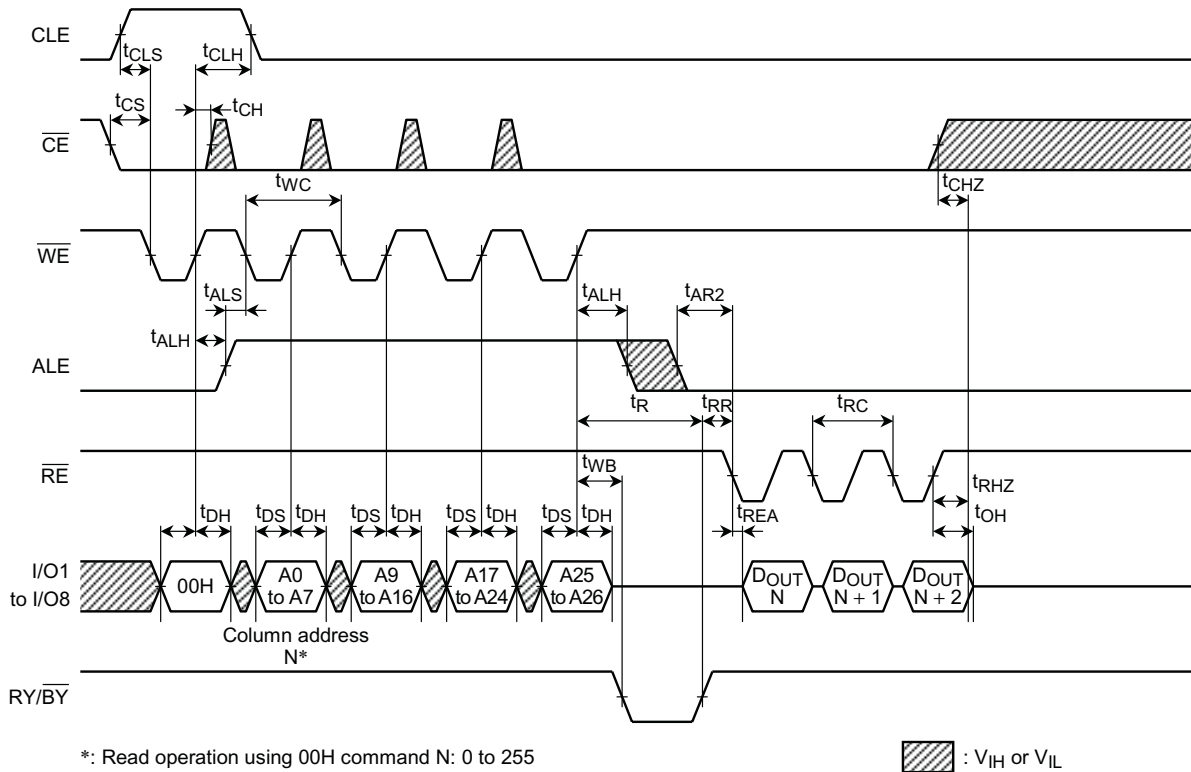 CLE
tCLS
tCLH
tCS
tCH
CE
tWC
tCHZ
WE
tALS
tALH
tAR2
tALH
ALE
tR
tRR
tRC
RE
tWB
tRHZ
tREA
tOH
tDH
tDS
tDH
tDS
tDH
tDS
tDH
tDS
tDH
I/O1
to I/O8
00H
A0
to A7
A9
to A16
A17
to A24
A25
to A26
DOUT
N
DOUT
N + 1
DOUT
N + 2
Column address
N*
RY/BY
*: Read operation using 00H command N: 0 to 255
: VIH or VIL